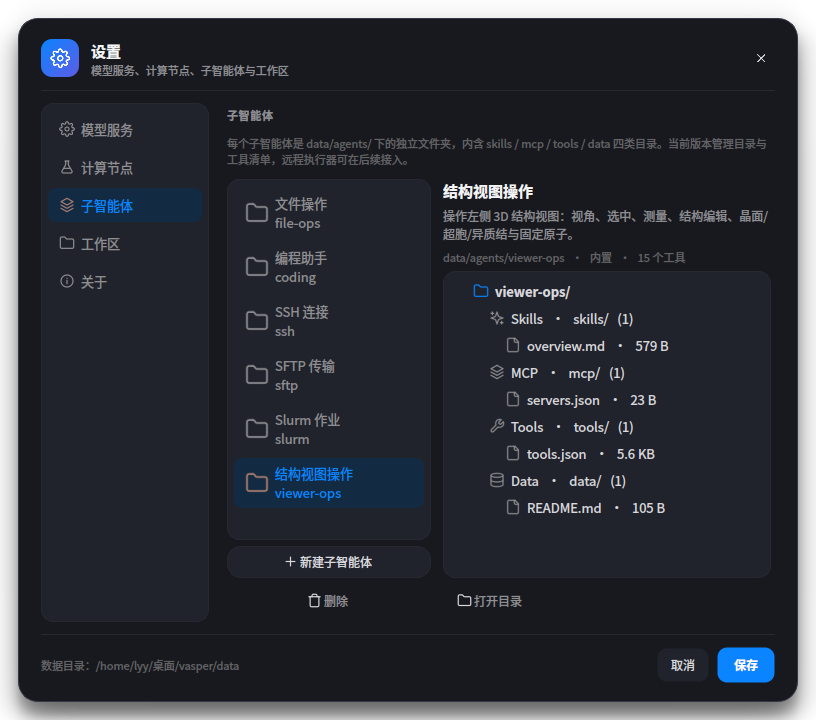 设置
模型服务、计算节点、子智能体与工作区
模型服务
计算节点
子智能体
工作区
关于
子智能体
每个子智能体是 data/agents/ 下的独立文件夹，内含 skills / mcp / tools / data 四类目录。当前版本管理目录与
工具清单，远程执行器可在后续接入。
文件操作
file-ops
编程助手
coding
SSH 连接
ssh
SFTP 传输
sftp
Slurm 作业
slurm
结构视图操作
viewer-ops
新建子智能体
删除
结构视图操作
操作左侧 3D 结构视图：视角、选中、测量、结构编辑、晶面/
超胞/异质结与固定原子。
data/agents/viewer-ops • 内置 • 15 个工具
viewer-ops/
Skills • skills/ (1)
overview.md • 579 B
MCP • mcp/ (1)
servers.json • 23 B
Tools • tools/ (1)
tools.json • 5.6 KB
Data • data/ (1)
README.md • 105 B
打开目录
数据目录：/home/lyy/桌面/vasper/data
取消
保存